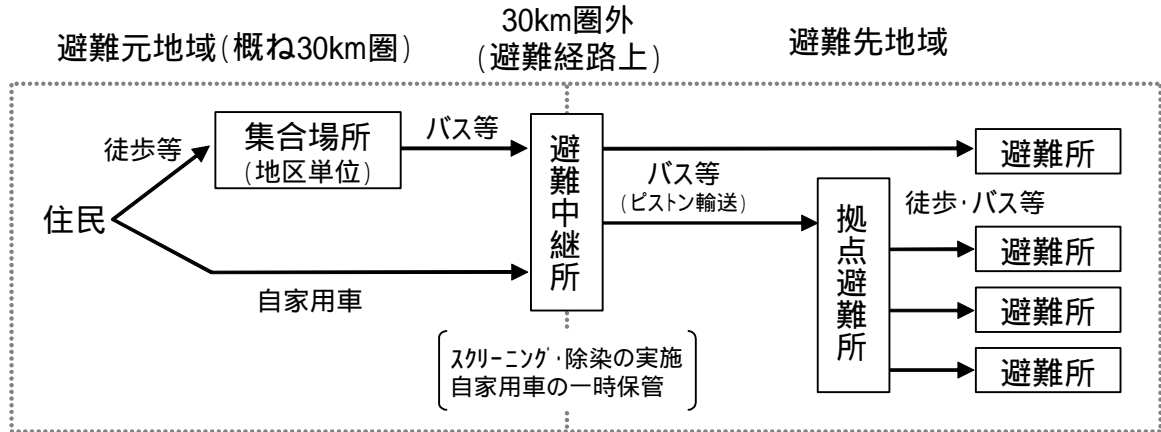 避難元地域(概ね30km圏)
30km圏外
(避難経路上)
避難先地域
徒歩等
集合場所
(地区単位)
バス等
住民
自家用車
避難中継所
スクリーニング・除染の実施
自家用車の一時保管
バス等
(ピストン輸送)
拠点避難所
徒歩・バス等
避難所
避難所
避難所
避難所